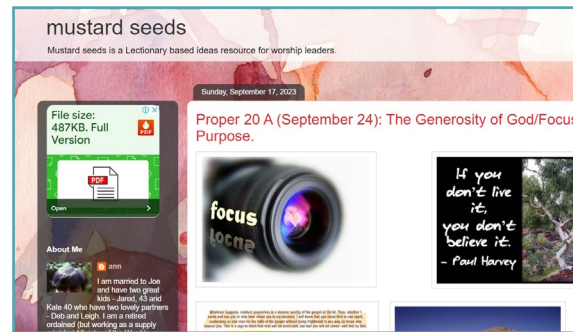 mustard seeds
Mustard seeds is a Lectionary based ideas resource for worship leaders.
Sunday, September 17, 2023
File size:
487KB. Full
Version
PDF
PDF
Open
About Me
ann
I am married to Joe
and have two great
kids - Jared, 43 and
Kate 40 who have two lovely partners
- Deb and Leigh. I am a retired
ordained (but working as a supply
Proper 20 A (September 24): The Generosity of God/Focus
Purpose.
focus
If you
don't live
it,
you don't
believe it.
- Paul Harvey